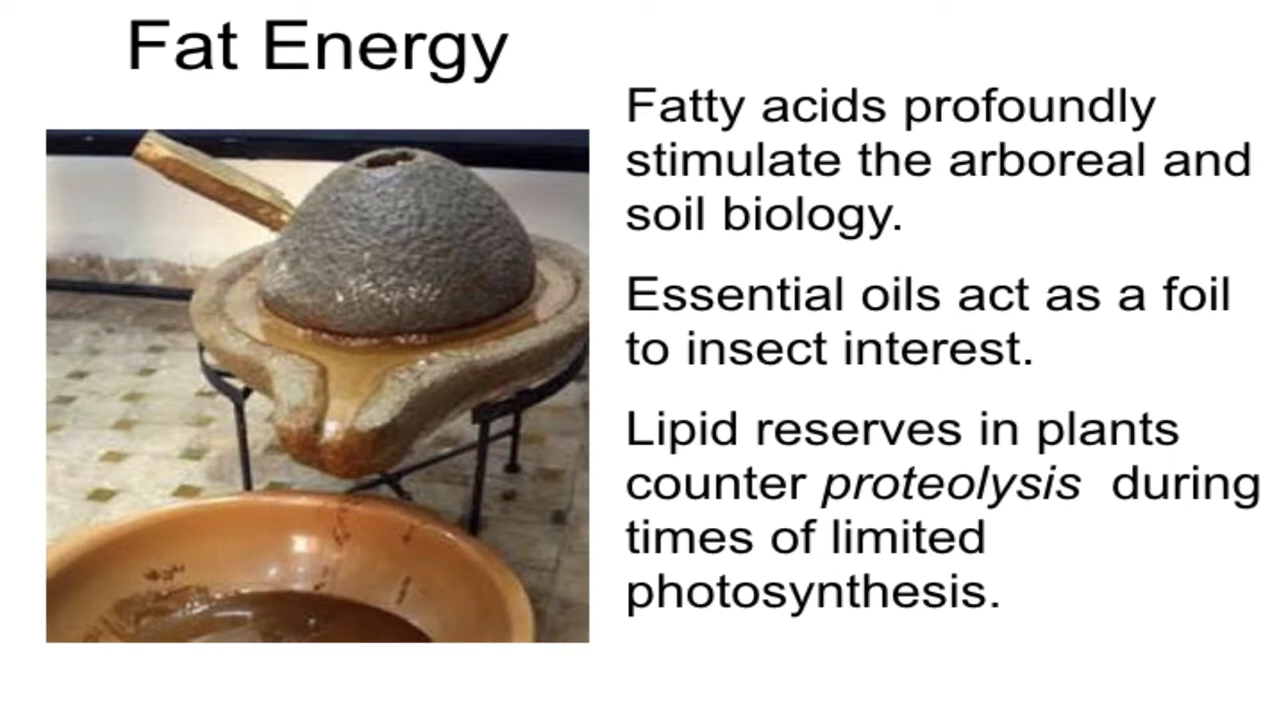 Fat Energy
Fatty acids profoundly
stimulate the arboreal and
soil biology.
Essential oils act as a foil
to insect interest.
Lipid reserves in plants
counter proteolysis during
times of limited
photosynthesis.